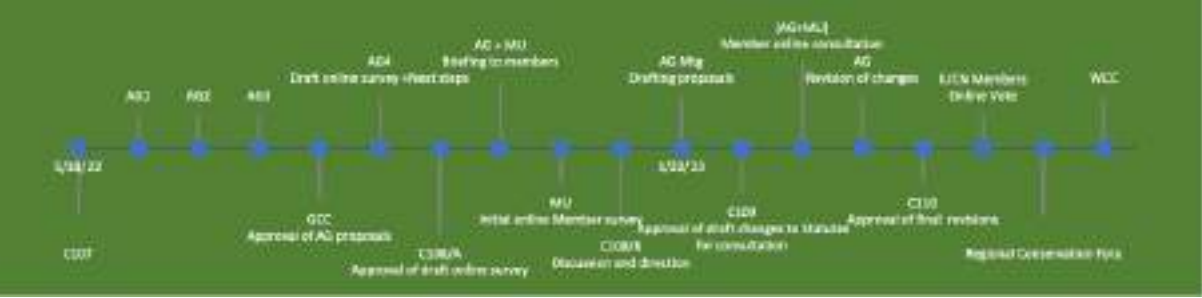 AG1
AG2
AG3
AG4
Draft online survey +Next steps
AG + MU
Briefing to members
AG Mtg
Drafting proposals
(AG+MU)
Member online consultation
AG
Revision of changes
IUCN Members
Online Vote
WCC
C107
GCC
Approval of AG proposals
C108/A
Approval of draft online survey
MU
Initial online Member survey
C108/B
Discussion and direction
C109
Approval of draft changes to Statutes
for consultation
C110
Approval of final revisions
Regional Conservation Fora